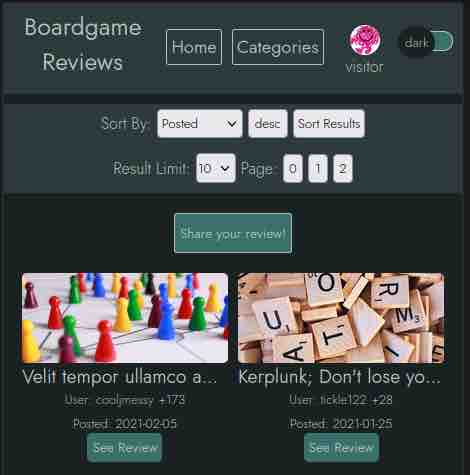 Boardgame
Reviews
Home
Categories
visitor
dark
Sort By: Posted desc Sort Results
Result Limit: 10 Page: 0 1 2
Share your review!
O R U M₃ T A I
Velit tempor ullamco a...
User: cooljmessy +173
Posted: 2021-02-05
See Review
Kerplunk; Don't lose yo...
User: tickle122 +28
Posted: 2021-01-25
See Review